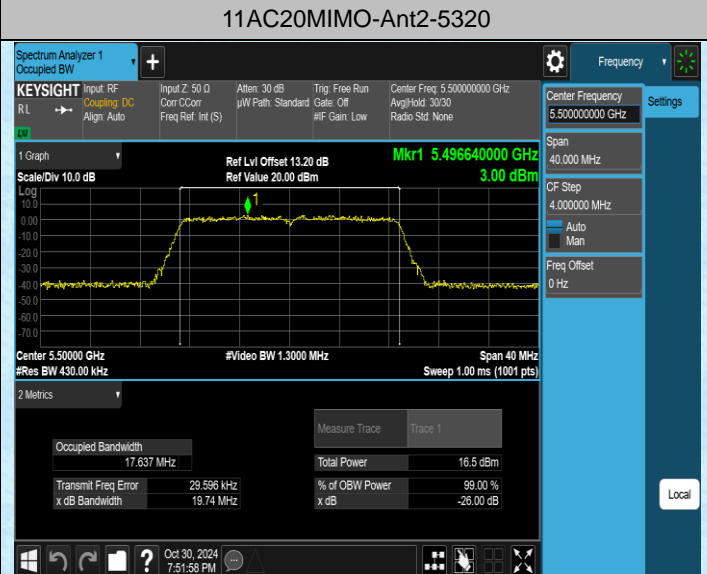 11AC20MIMO-Ant2-5320
Spectrum Analyzer 1
Occupied BW
+
Frequency
KEYSIGHT Input: RF Input Z: 50 Ω Atten: 30 dB Trig: Free Run Center Freq: 5.500000000 GHz
RL Coupling: DC Corr CCorr µW Path: Standard Gate: Off Avg|Hold: 30/30
Align: Auto Freq Ref: Int (S) #IF Gain: Low Radio Std: None
Center Frequency
5.500000000 GHz
Settings
Span
40.000 MHz
CF Step
4.000000 MHz
Auto
Man
Freq Offset
0 Hz
1 Graph
Ref Lvl Offset 13.20 dB
Mkr1 5.496640000 GHz
Scale/Div 10.0 dB
Ref Value 20.00 dBm
3.00 dBm
Log
1
10.0
0.00
-10.0
-20.0
-30.0
-40.0
-50.0
-60.0
-70.0
Center 5.50000 GHz #Video BW 1.3000 MHz Span 40 MHz
#Res BW 430.00 kHz Sweep 1.00 ms (1001 pts)
2 Metrics
Measure Trace Trace 1
Occupied Bandwidth
17.637 MHz
Total Power 16.5 dBm
Transmit Freq Error 29.596 kHz % of OBW Power 99.00 %
x dB Bandwidth 19.74 MHz x dB -26.00 dB
Local
?
Oct 30, 2024
7:51:58 PM